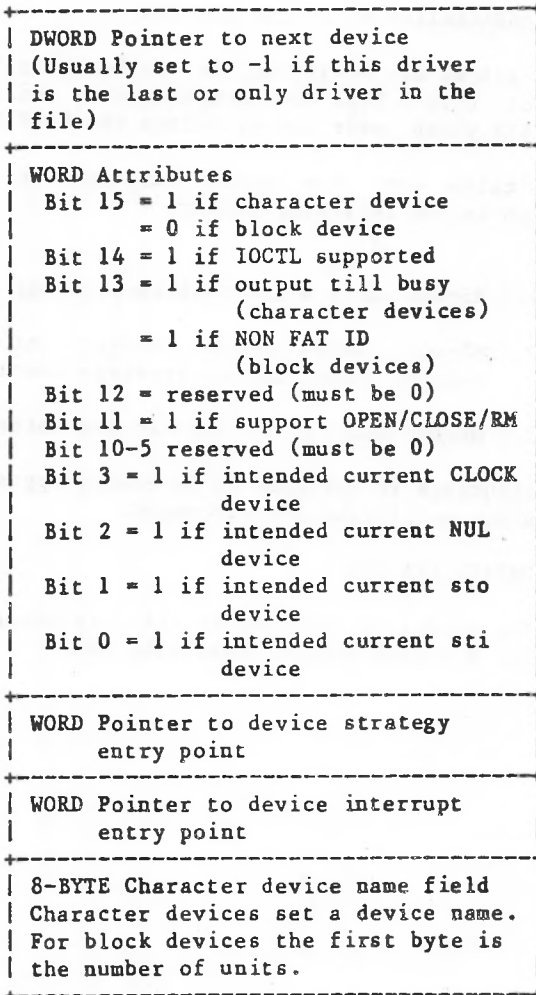 DWORD Pointer to next device
(Usually set to -1 if this driver
is the last or only driver in the
file)
WORD Attributes
Bit 15 = 1 if character device
= 0 if block device
Bit 14 = 1 if IOCTL supported
Bit 13 = 1 if output till busy
(character devices)
= 1 if NON FAT ID
(block devices)
Bit 12 = reserved (must be 0)
Bit 11 = 1 if support OPEN/CLOSE/RM
Bit 10-5 reserved (must be 0)
Bit 3 = 1 if intended current CLOCK
device
Bit 2 = 1 if intended current NUL
device
Bit 1 = 1 if intended current sto
device
Bit 0 = 1 if intended current sti
device
WORD Pointer to device strategy
entry point
WORD Pointer to device interrupt
entry point
8-BYTE Character device name field
Character devices set a device name.
For block devices the first byte is
the number of units.